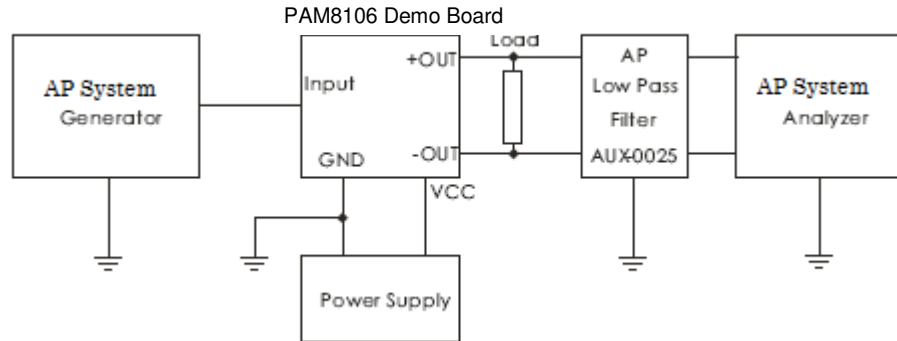 PAM8106 Demo Board
AP System
Generator
Input
GND
+OUT
-OUT
VCC
Load
AP
Low Pass
Filter
AUX-0025
AP System
Analyzer
Power Supply